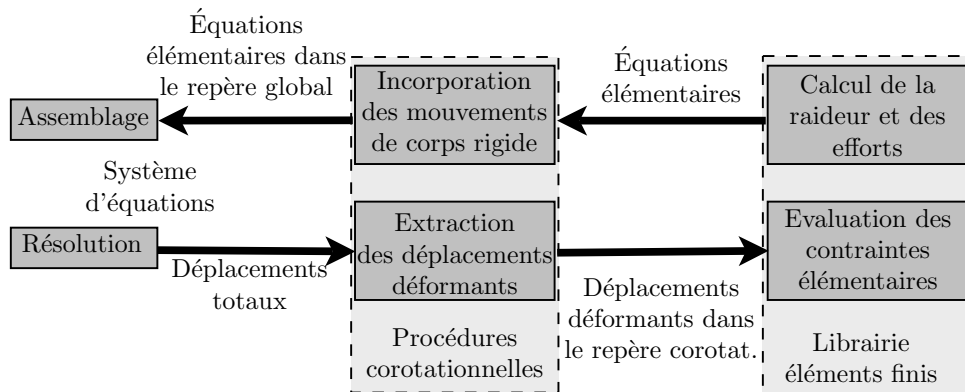 Équations
élémentaires dans
le repère global
Assemblage
Incorporation
des mouvements
de corps rigide
Équations
élémentaires
Calcul de la
raideur et des
efforts
Système
d'équations
Résolution
Déplacements
totaux
Extraction
des déplacements
déformants
Déplacements
déformants dans
le repère corotat.
Evaluation des
contraintes
élémentaires
Procédures
corotationnelles
Librairie
éléments finis